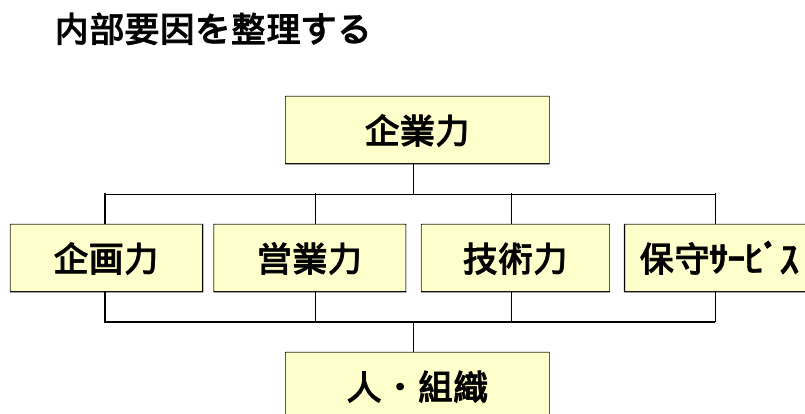 内部要因を整理する
企業力
企画力
営業力
技術力
保守ｻｰﾋﾞｽ
人・組織